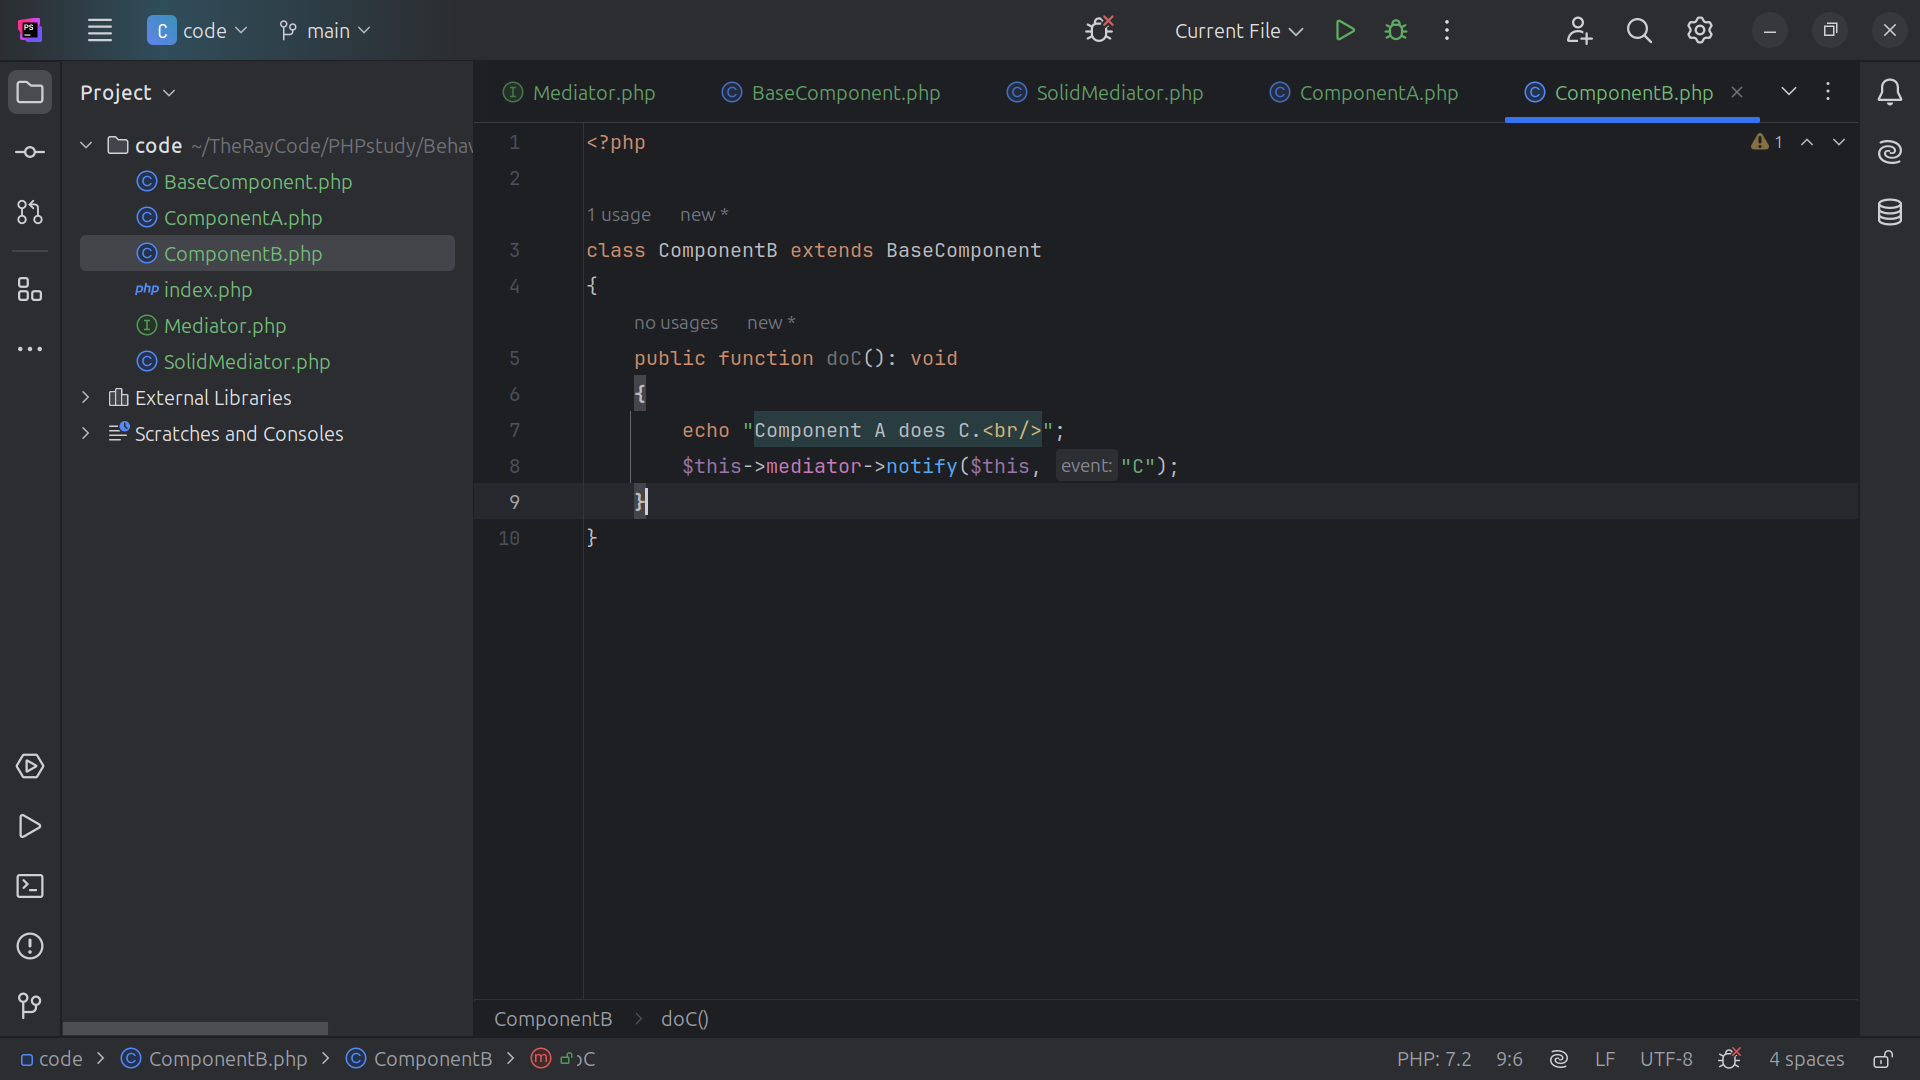 PS
C code main Current File
Project
code ~/TheRayCode/PHPstudy/Behav
BaseComponent.php
ComponentA.php
ComponentB.php
php index.php
Mediator.php
SolidMediator.php
External Libraries
Scratches and Consoles
Mediator.php BaseComponent.php SolidMediator.php ComponentA.php ComponentB.php
1 <?php
1
2
1 usage new *
3 class ComponentB extends BaseComponent
4 {
no usages new *
5 public function doC(): void
6 {
7 echo "Component A does C.<br/>";
8 $this->mediator->notify($this, event: "C");
9 }
10 }
ComponentB > doC()
code > ComponentB.php > ComponentB > m
PHP: 7.2 9:6 LF UTF-8 4 spaces